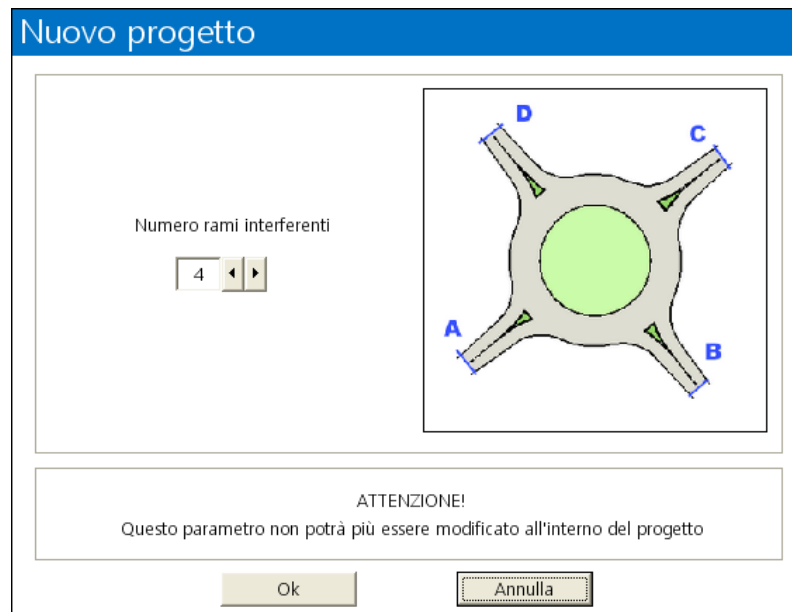 Nuovo progetto
D
C
Numero rami interferenti
4
A
B
ATTENZIONE!
Questo parametro non potrà più essere modificato all'interno del progetto
Ok
Annulla